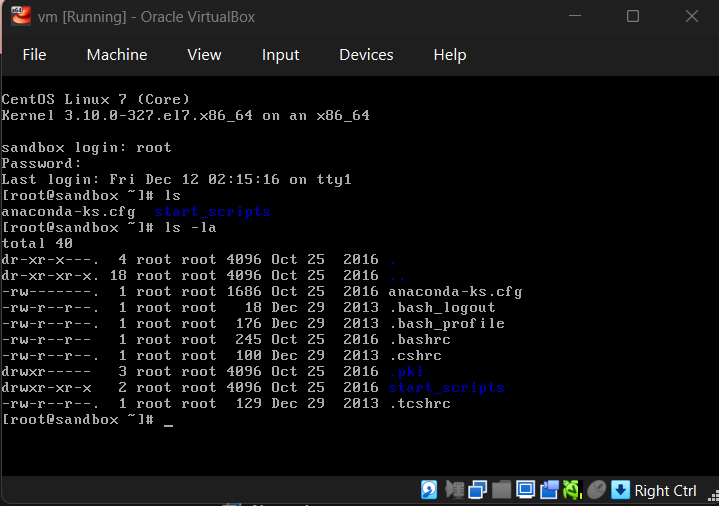 vm [Running] - Oracle VirtualBox
File Machine View Input Devices Help
CentOS Linux 7 (Core)
Kernel 3.10.0-327.el7.x86_64 on an x86_64
sandbox login: root
Password:
Last login: Fri Dec 12 02:15:16 on tty1
[root@sandbox ~]# ls
anaconda-ks.cfg  start_scripts
[root@sandbox ~]# ls -la
total 40
dr-xr-x---.  4 root root 4096 Oct 25  2016 .
dr-xr-xr-x. 18 root root 4096 Oct 25  2016 ..
-rw-------.  1 root root 1686 Oct 25  2016 anaconda-ks.cfg
-rw-r--r--.  1 root root   18 Dec 29  2013 .bash_logout
-rw-r--r--.  1 root root  176 Dec 29  2013 .bash_profile
-rw-r--r--   1 root root  245 Oct 25  2016 .bashrc
-rw-r--r--.  1 root root  100 Dec 29  2013 .cshrc
drwxr-----   3 root root 4096 Oct 25  2016 .pki
drwxr-xr-x   2 root root 4096 Oct 25  2016 start_scripts
-rw-r--r--.  1 root root  129 Dec 29  2013 .tcshrc
[root@sandbox ~]# _
Right Ctrl